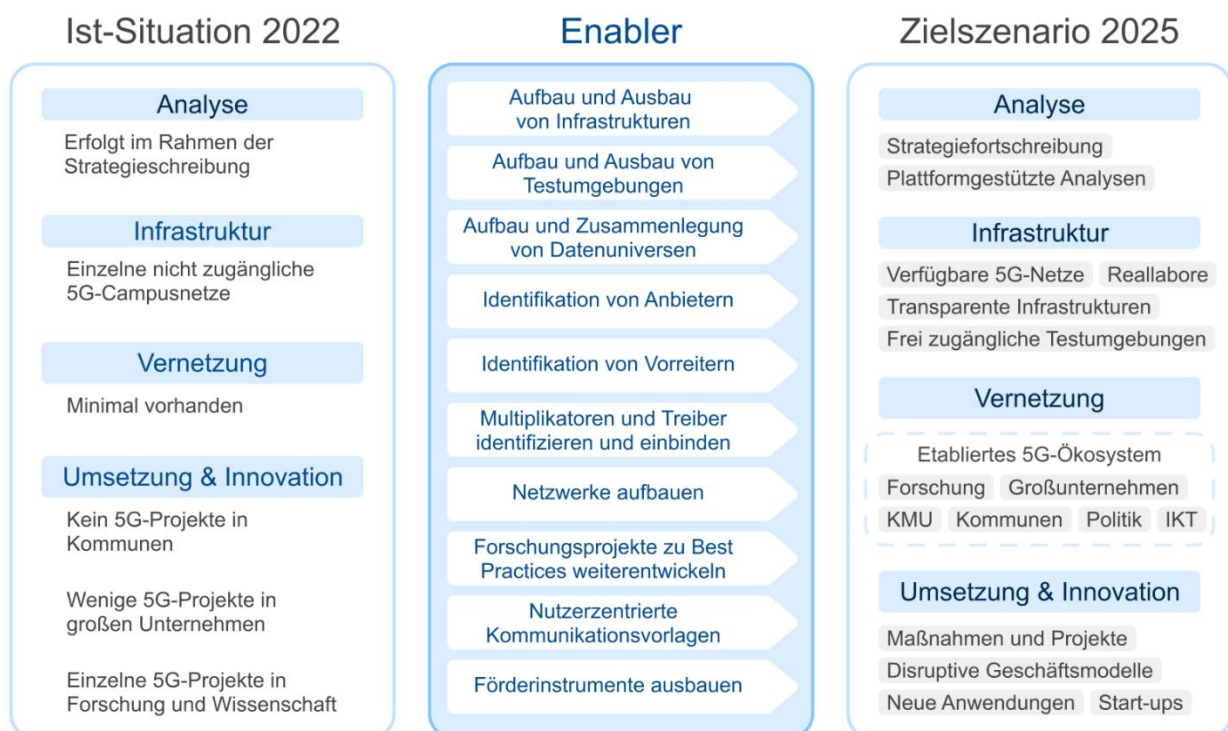 Ist-Situation 2022
Analyse
Erfolgt im Rahmen der
Strategieschreibung
Infrastruktur
Einzelne nicht zugängliche
5G-Campusnetze
Vernetzung
Minimal vorhanden
Umsetzung & Innovation
Kein 5G-Projekte in
Kommunen
Wenige 5G-Projekte in
großen Unternehmen
Einzelne 5G-Projekte in
Forschung und Wissenschaft
Enabler
Aufbau und Ausbau
von Infrastrukturen
Aufbau und Ausbau von
Testumgebungen
Aufbau und Zusammenlegung
von Datenuniversen
Identifikation von Anbietern
Identifikation von Vorreitern
Multiplikatoren und Treiber
identifizieren und einbinden
Netzwerke aufbauen
Forschungsprojekte zu Best
Practices weiterentwickeln
Nutzerzentrierte
Kommunikationsvorlagen
Förderinstrumente ausbauen
Zielszenario 2025
Analyse
Strategiefortschreibung
Plattformgestützte Analysen
Infrastruktur
Verfügbare 5G-Netze Reallabore
Transparente Infrastrukturen
Frei zugängliche Testumgebungen
Vernetzung
Etabliertes 5G-Ökosystem
Forschung Großunternehmen
KMU Kommunen Politik IKT
Umsetzung & Innovation
Maßnahmen und Projekte
Disruptive Geschäftsmodelle
Neue Anwendungen Start-ups